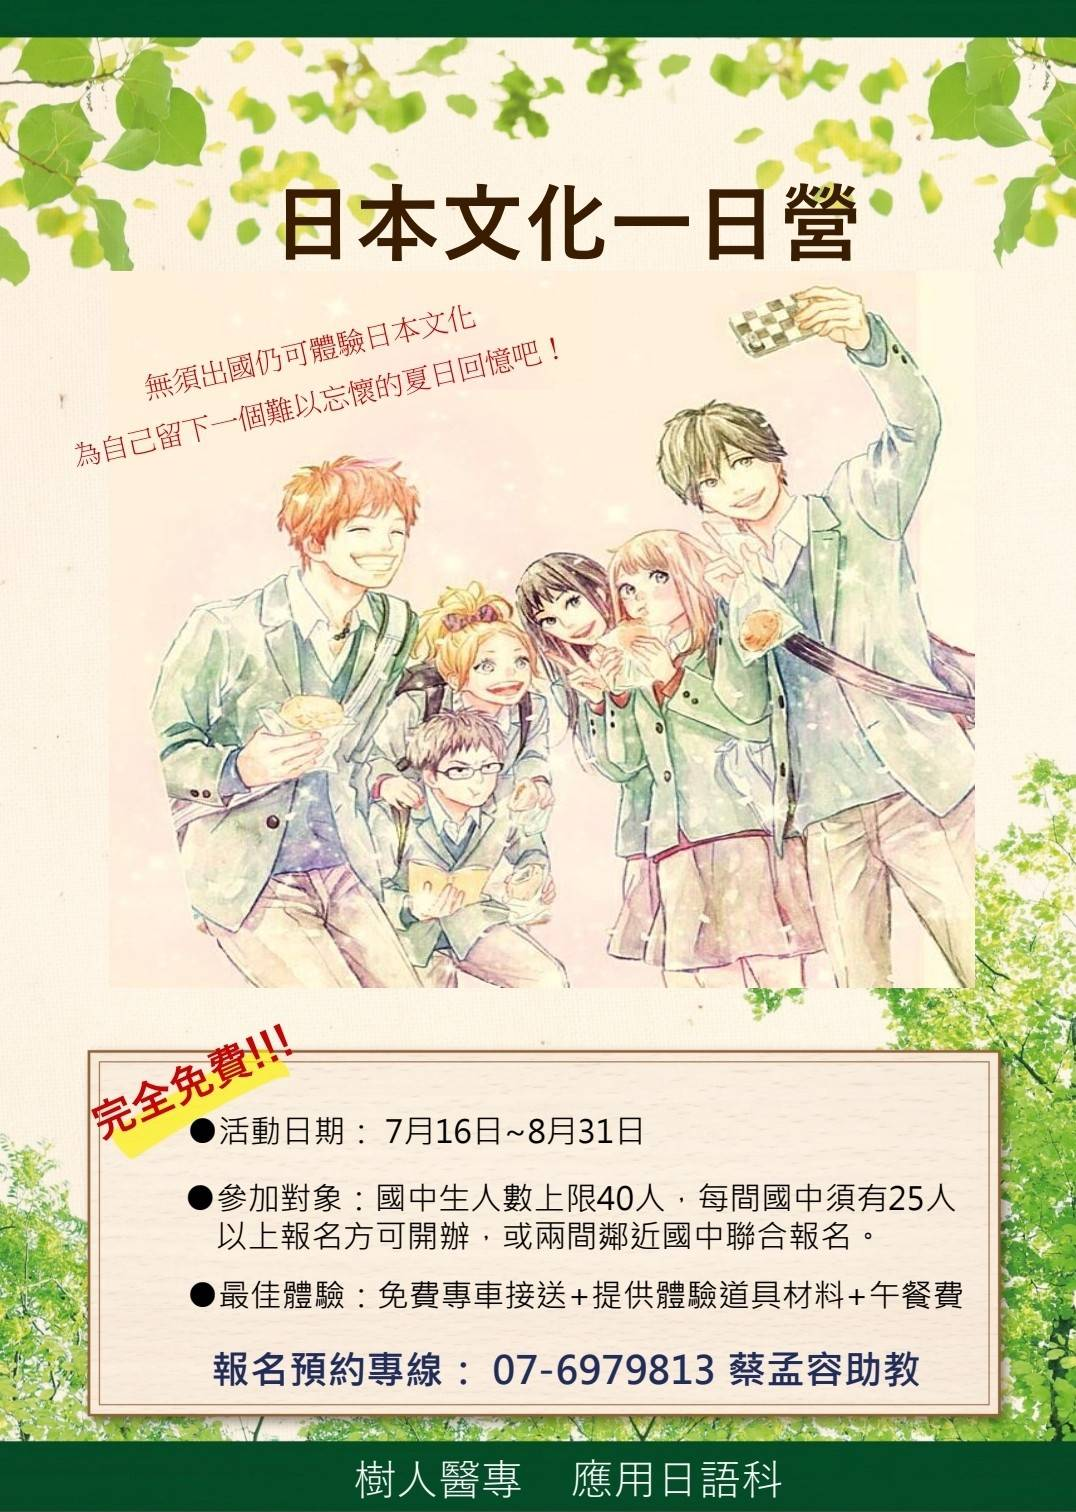 日本文化一日營
無須出國仍可體驗日本文化
為自己留下一個難以忘懷的夏日回憶吧！
完全免費!!!
●活動日期： 7月16日~8月31日
●參加對象：國中生人數上限40人，每間國中須有25人
以上報名方可開辦，或兩間鄰近國中聯合報名。
●最佳體驗：免費專車接送+提供體驗道具材料+午餐費
報名預約專線： 07-6979813 蔡孟容助教
樹人醫專 應用日語科